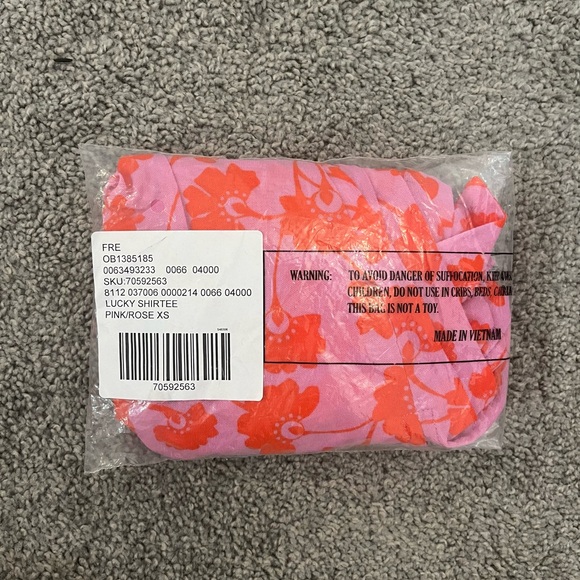 FRE
OB1385185
0063493233 0066 04000
SKU:70592563
8112 037006 0000214 0066 04000
LUCKY SHIRTEE
PINK/ROSE XS
70592563
WARNING: TO AVOID DANGER OF SUFFOCATION, KEEP AWAY
CHILDREN, DO NOT USE IN CRIBS, BEDS,
THIS BAG IS NOT A TOY.
MADE IN VIETNAM